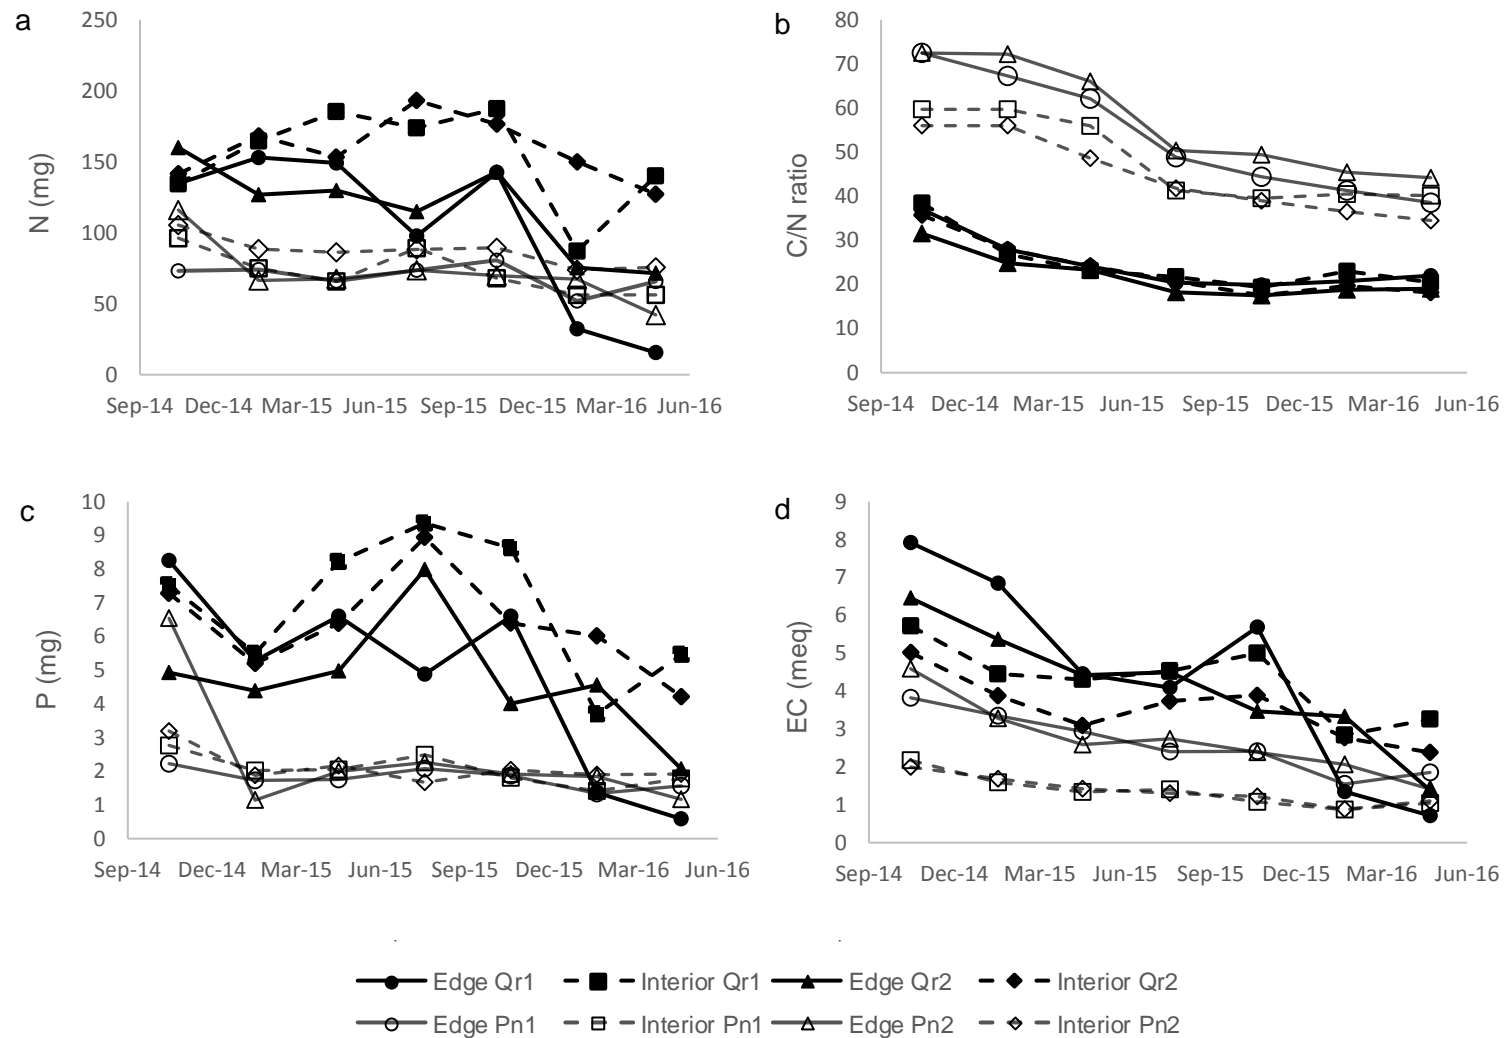 a
250
200
150
100
50
0
N (mg)
Sep-14 Dec-14 Mar-15 Jun-15 Sep-15 Dec-15 Mar-16 Jun-16
b
80
70
60
50
40
30
20
10
0
C/N ratio
Sep-14 Dec-14 Mar-15 Jun-15 Sep-15 Dec-15 Mar-16 Jun-16
c
10
9
8
7
6
5
4
3
2
1
0
P (mg)
Sep-14 Dec-14 Mar-15 Jun-15 Sep-15 Dec-15 Mar-16 Jun-16
d
9
8
7
6
5
4
3
2
1
0
EC (meq)
Sep-14 Dec-14 Mar-15 Jun-15 Sep-15 Dec-15 Mar-16 Jun-16
Edge Qr1 Interior Qr1 Edge Qr2 Interior Qr2
Edge Pn1 Interior Pn1 Edge Pn2 Interior Pn2